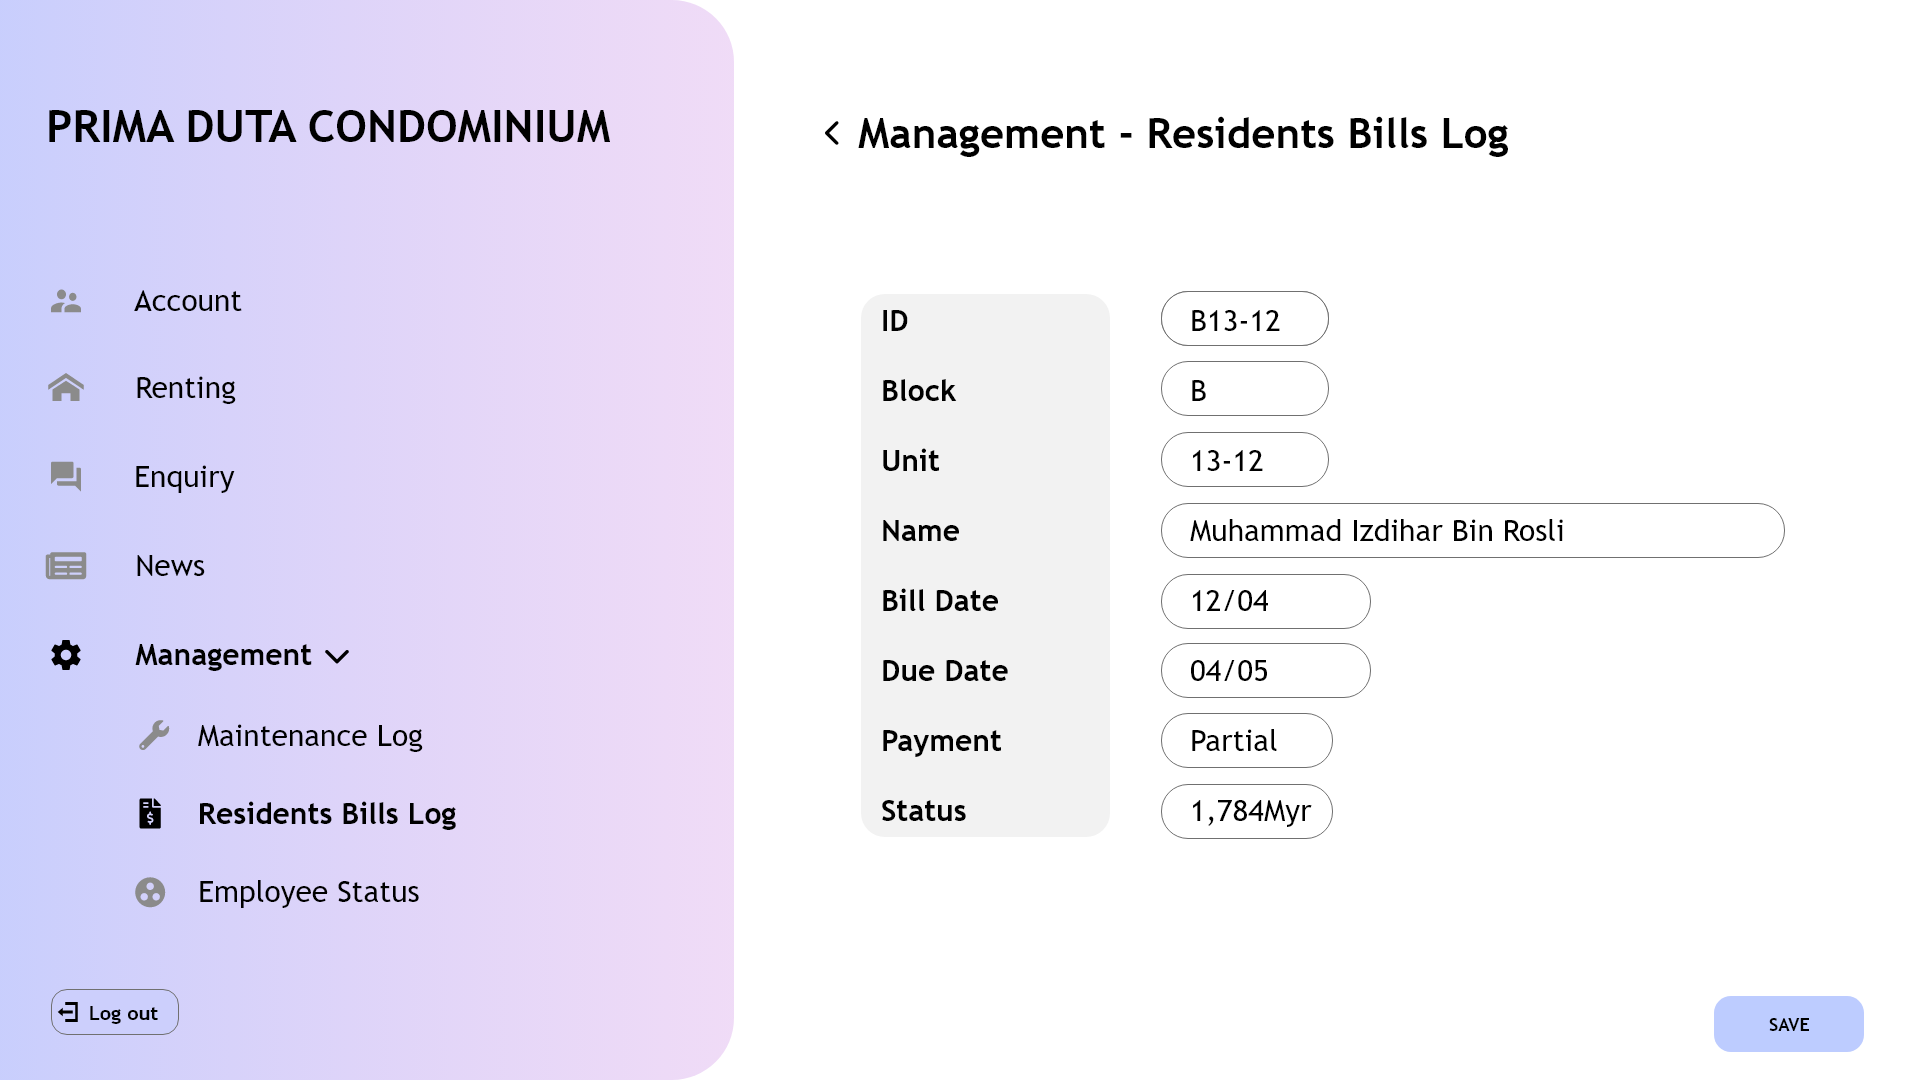 PRIMA DUTA CONDOMINIUM
Account
Renting
Enquiry
News
Management
Maintenance Log
Residents Bills Log
Employee Status
Log out
Management - Residents Bills Log
ID B13-12
Block B
Unit 13-12
Name Muhammad Izdihar Bin Rosli
Bill Date 12/04
Due Date 04/05
Payment Partial
Status 1,784Myr
SAVE